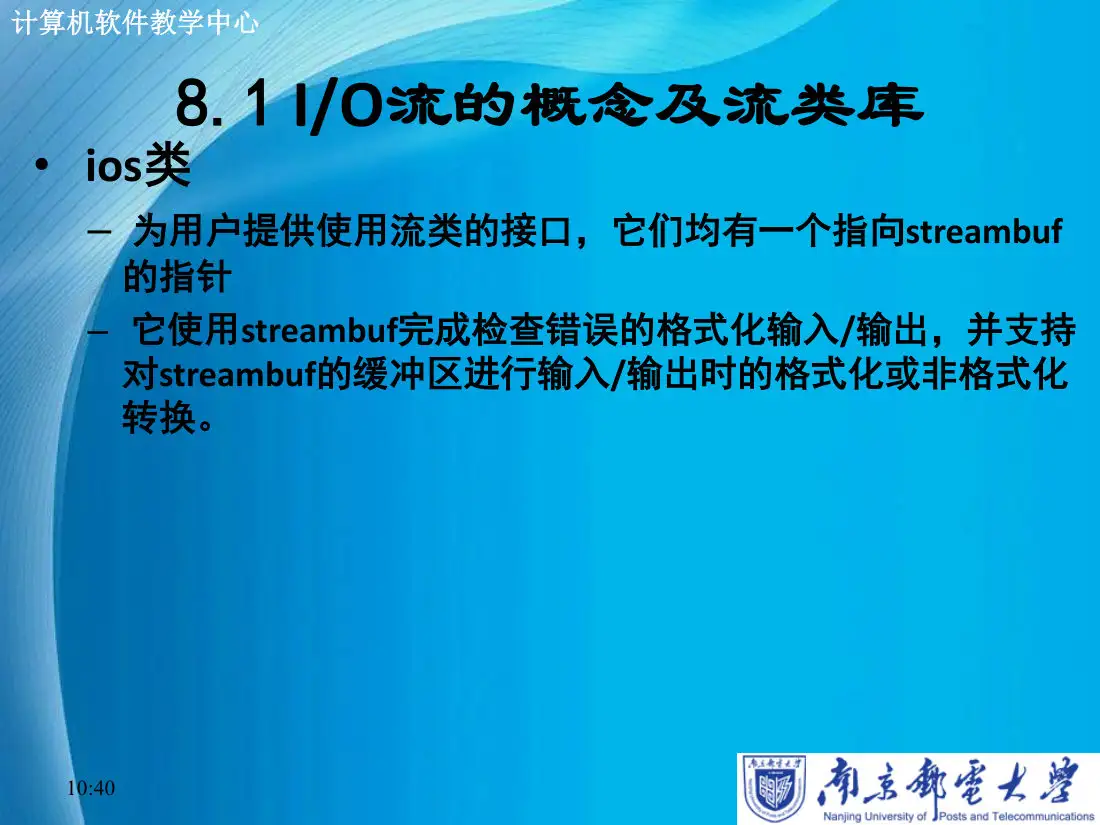 计算机软件教学中心
8.1 I/O流的概念及流类库
• ios类
– 为用户提供使用流类的接口，它们均有一个指向streambuf
的指针
– 它使用streambuf完成检查错误的格式化输入/输出，并支持
对streambuf的缓冲区进行输入/输出时的格式化或非格式化
转换。
10:40
南京郵電大學
Nanjing University of Posts and Telecommunications